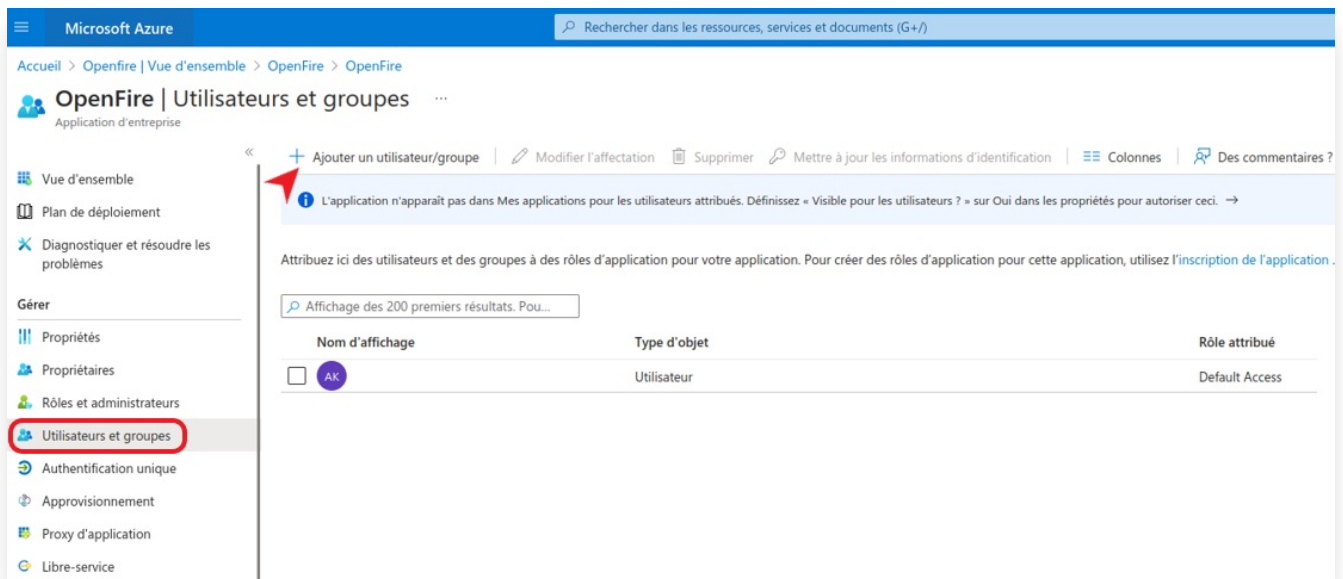 Microsoft Azure
Rechercher dans les ressources, services et documents (G+/)
Accueil > Openfire | Vue d'ensemble > OpenFire > OpenFire
OpenFire | Utilisateurs et groupes ...
Application d'entreprise
«
+ Ajouter un utilisateur/groupe | Modifier l'affectation Supprimer Mettre à jour les informations d'identification | Colonnes | Des commentaires ?
L'application n'apparaît pas dans Mes applications pour les utilisateurs attribués. Définissez « Visible pour les utilisateurs ? » sur Oui dans les propriétés pour autoriser ceci. →
Attribuez ici des utilisateurs et des groupes à des rôles d'application pour votre application. Pour créer des rôles d'application pour cette application, utilisez l'inscription de l'application .
Affichage des 200 premiers résultats. Pou...
Nom d'affichage Type d'objet Rôle attribué
AK Utilisateur Default Access
Vue d'ensemble
Plan de déploiement
Diagnostiquer et résoudre les
problèmes
Gérer
Propriétés
Propriétaires
Rôles et administrateurs
Utilisateurs et groupes
Authentification unique
Approvisionnement
Proxy d'application
Libre-service